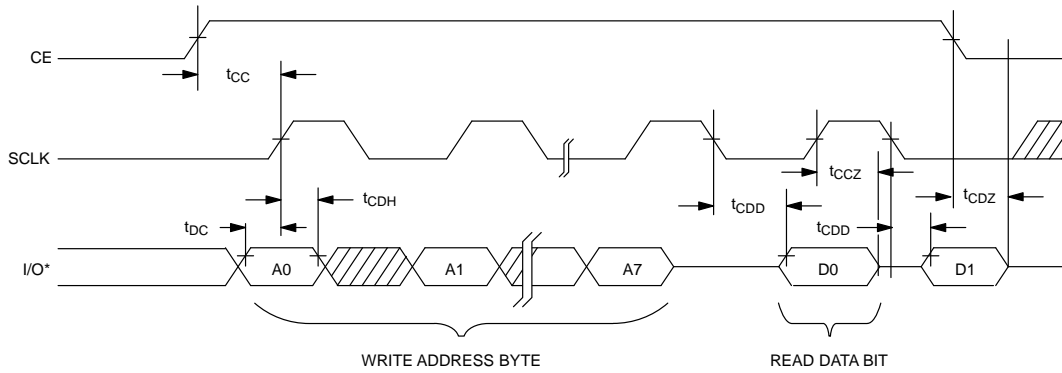 CE
tCC
SCLK
tCCZ
tCDH
tCDD
tCDZ
tDC
tCDD
I/O*
A0
A1
A7
D0
D1
WRITE ADDRESS BYTE
READ DATA BIT